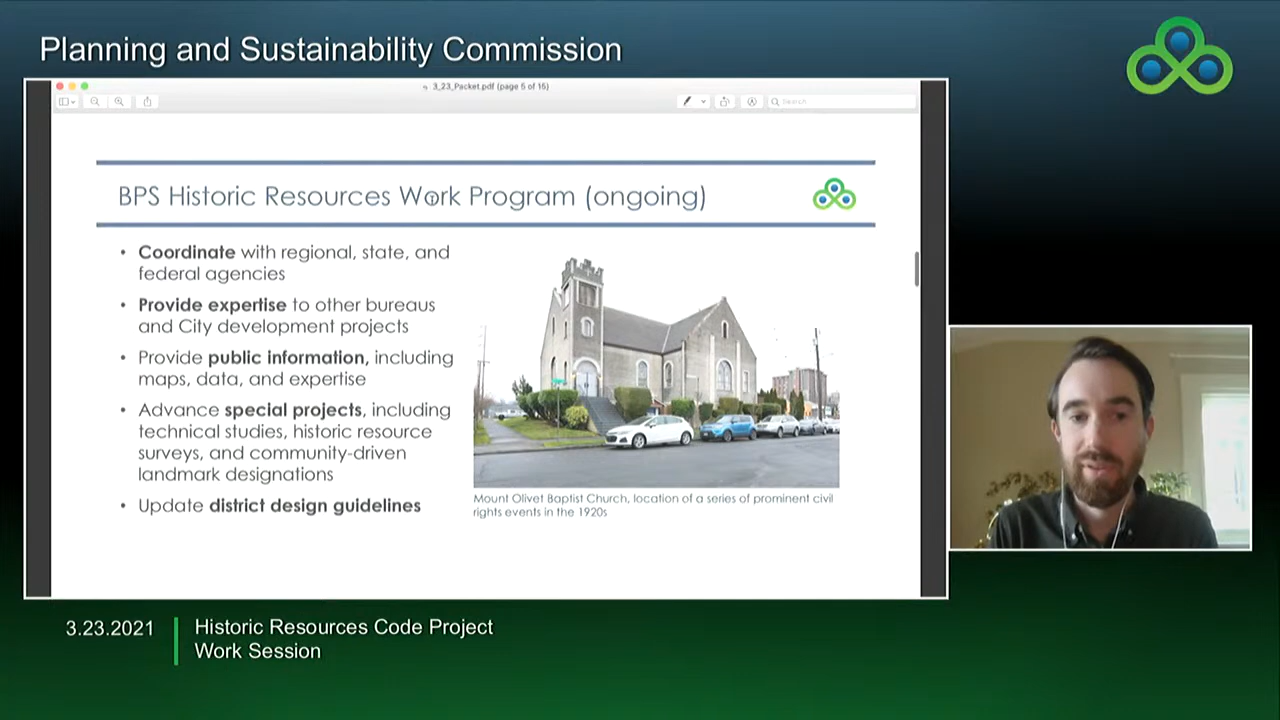 Planning and Sustainability Commission
3_23_Packet.pdf (page 5 of 15)
Search
BPS Historic Resources Work Program (ongoing)
• Coordinate with regional, state, and
federal agencies
• Provide expertise to other bureaus
and City development projects
• Provide public information, including
maps, data, and expertise
• Advance special projects, including
technical studies, historic resource
surveys, and community-driven
landmark designations
• Update district design guidelines
Mount Olivet Baptist Church, location of a series of prominent civil
rights events in the 1920s
3.23.2021
Historic Resources Code Project
Work Session